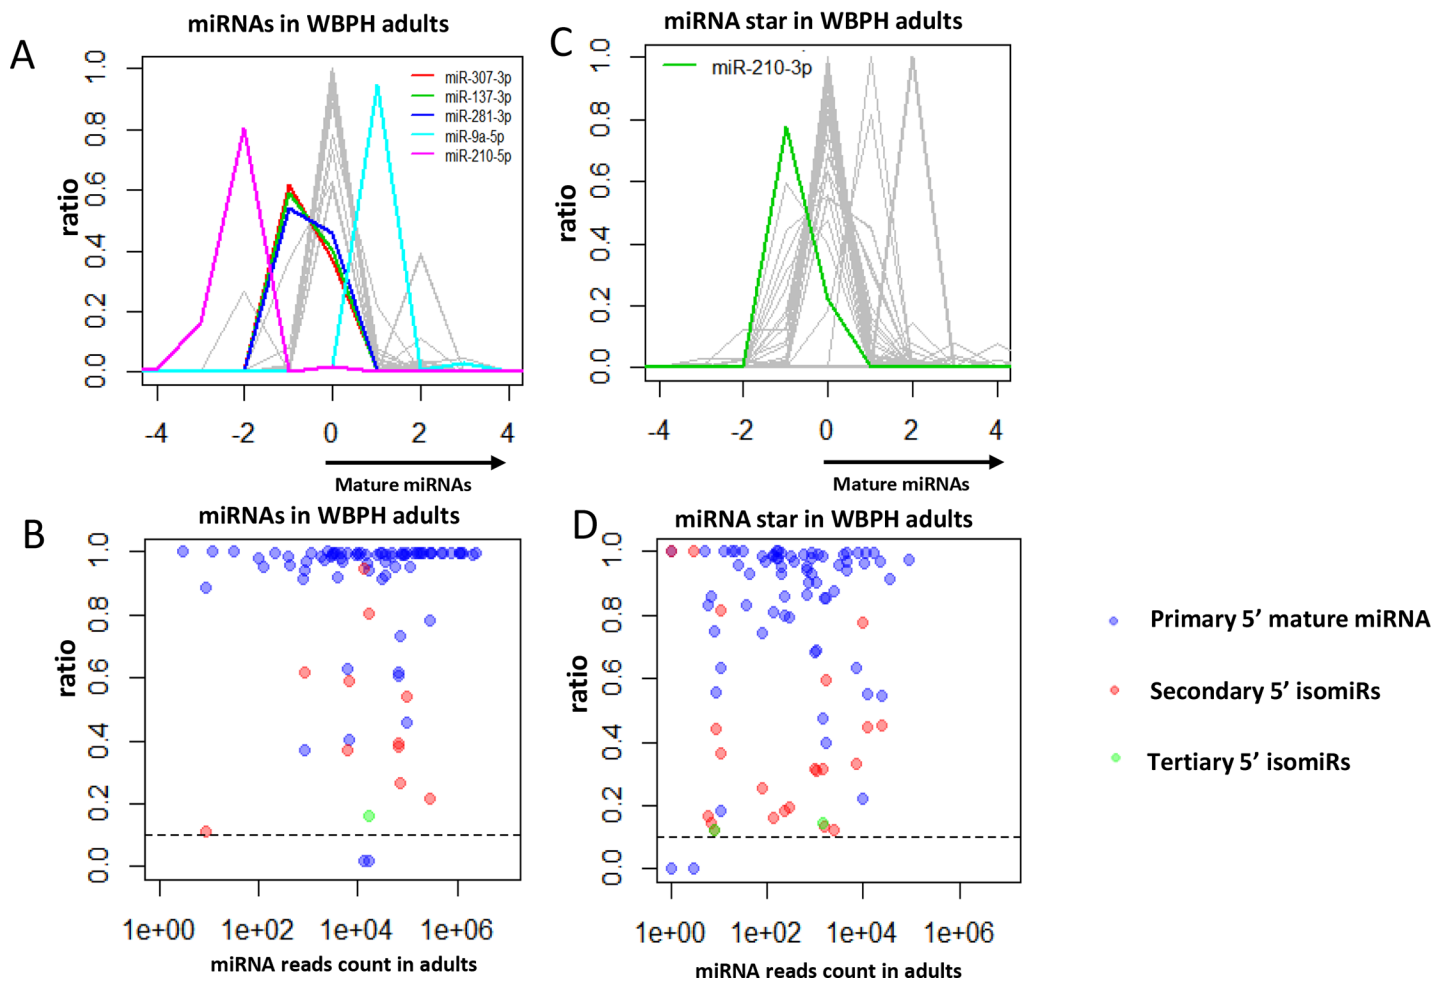 A
miRNAs in WBPH adults
miR-307-3p
miR-137-3p
miR-281-3p
miR-9a-5p
miR-210-5p
ratio
0.0 0.2 0.4 0.6 0.8 1.0
-4 -2 0 2 4
Mature miRNAs
C
miRNA star in WBPH adults
miR-210-3p
ratio
0.0 0.2 0.4 0.6 0.8 1.0
-4 -2 0 2 4
Mature miRNAs
B
miRNAs in WBPH adults
ratio
0.0 0.2 0.4 0.6 0.8 1.0
1e+00 1e+02 1e+04 1e+06
miRNA reads count in adults
D
miRNA star in WBPH adults
ratio
0.0 0.2 0.4 0.6 0.8 1.0
1e+00 1e+02 1e+04 1e+06
miRNA reads count in adults
Primary 5’ mature miRNA
Secondary 5’ isomiRs
Tertiary 5’ isomiRs